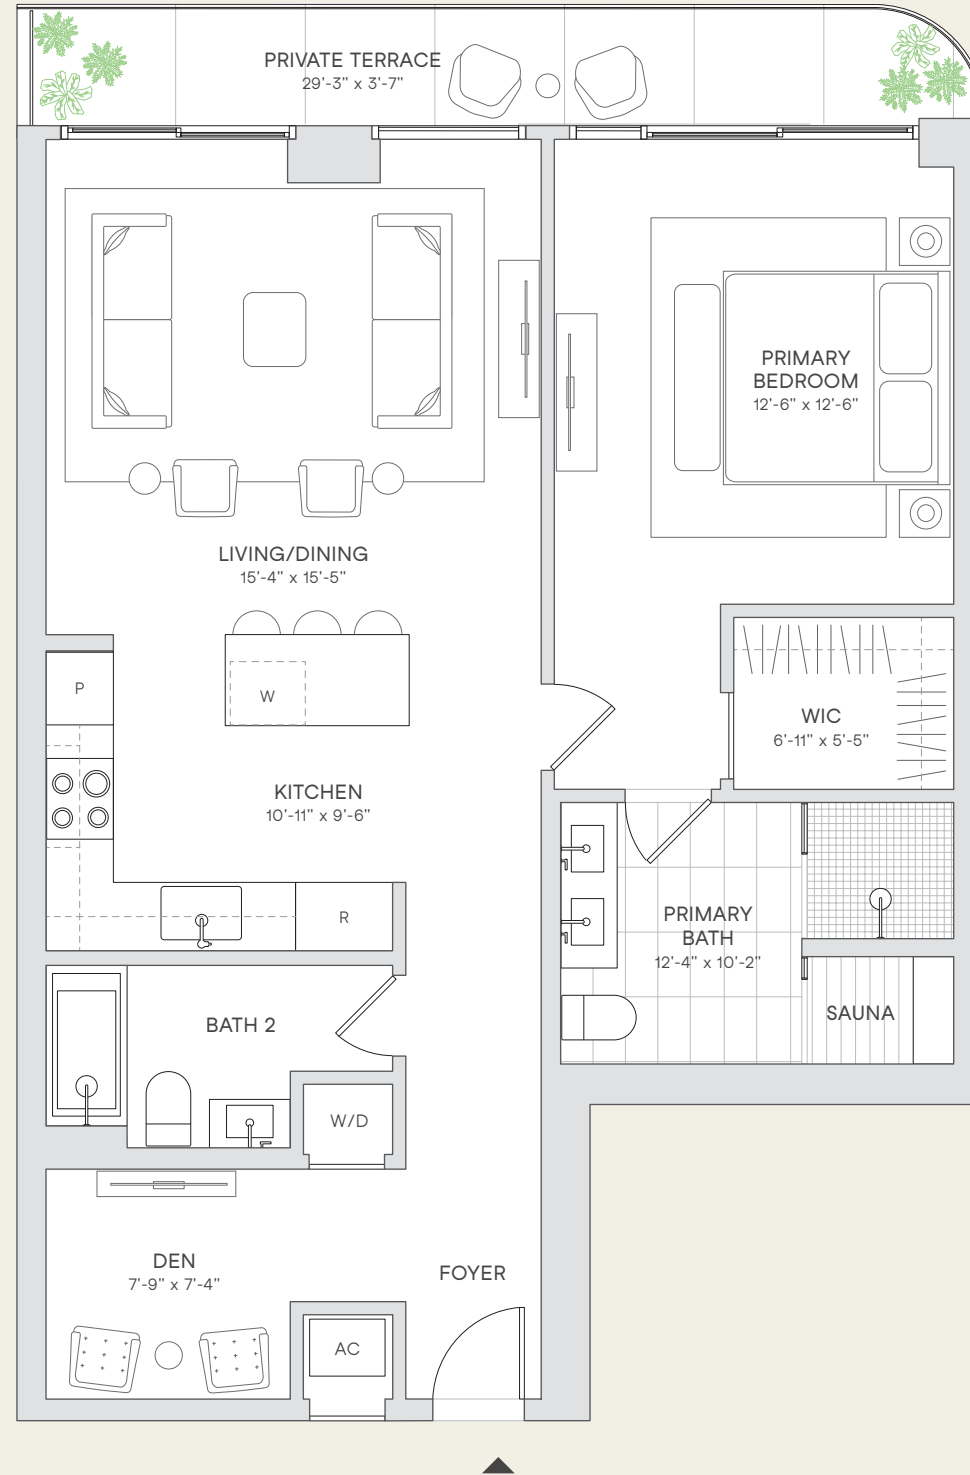 PRIVATE TERRACE
29'-3" x 3'-7"
PRIMARY
BEDROOM
12'-6" x 12'-6"
LIVING/DINING
15'-4" x 15'-5"
P
W
WIC
6'-11" x 5'-5"
KITCHEN
10'-11" x 9'-6"
R
PRIMARY
BATH
12'-4" x 10'-2"
SAUNA
BATH 2
W/D
DEN
7'-9" x 7'-4"
FOYER
AC